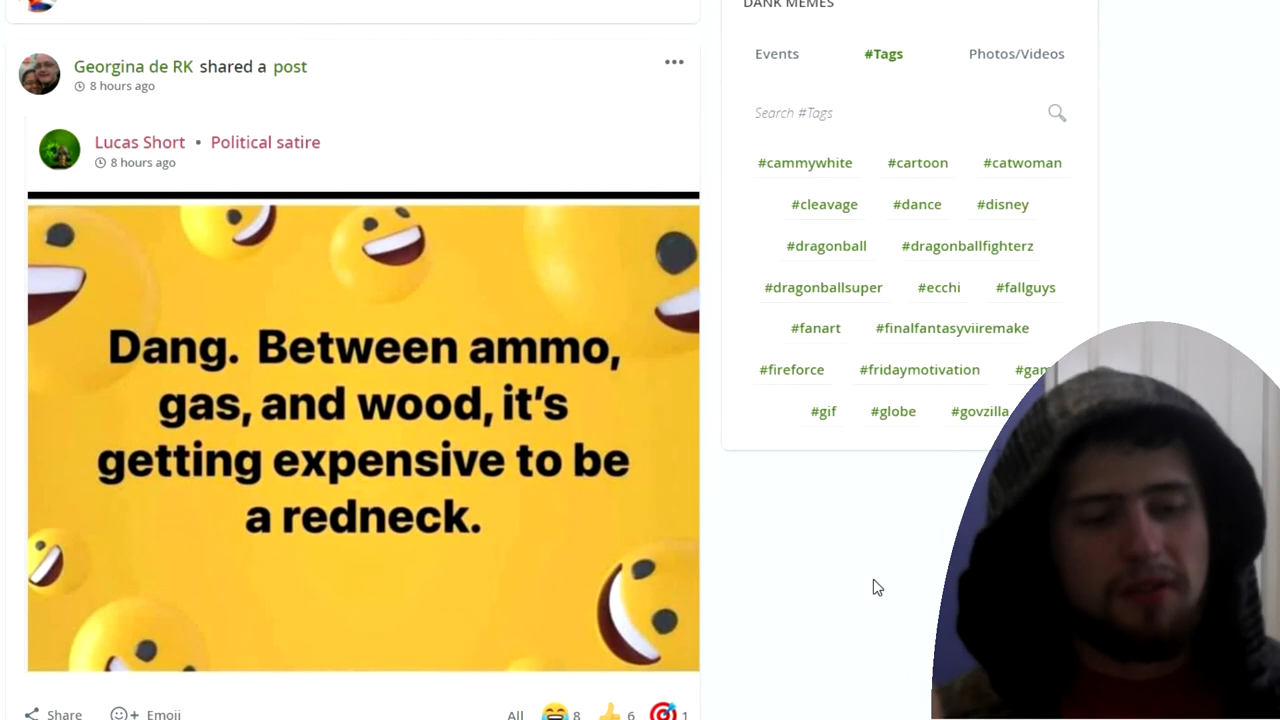 DANK MEMES
Georgina de RK shared a post
8 hours ago
Lucas Short • Political satire
8 hours ago
Dang. Between ammo,
gas, and wood, it's
getting expensive to be
a redneck.
Share Emoji All 8 6 1
Events #Tags Photos/Videos
Search #Tags
#cammywhite #cartoon #catwoman
#cleavage #dance #disney
#dragonball #dragonballfighterz
#dragonballsuper #ecchi #fallguys
#fanart #finalfantasyviiremake
#fireforce #fridaymotivation
#gif #globe #govzilla